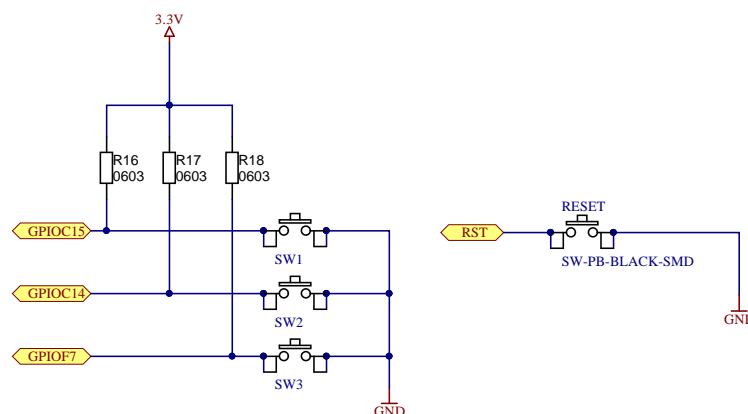 3.3V
R16
0603
R17
0603
R18
0603
GPIOC15
SW1
GPIOC14
SW2
GPIOF7
SW3
GND
RESET
RST
SW-PB-BLACK-SMD
GND